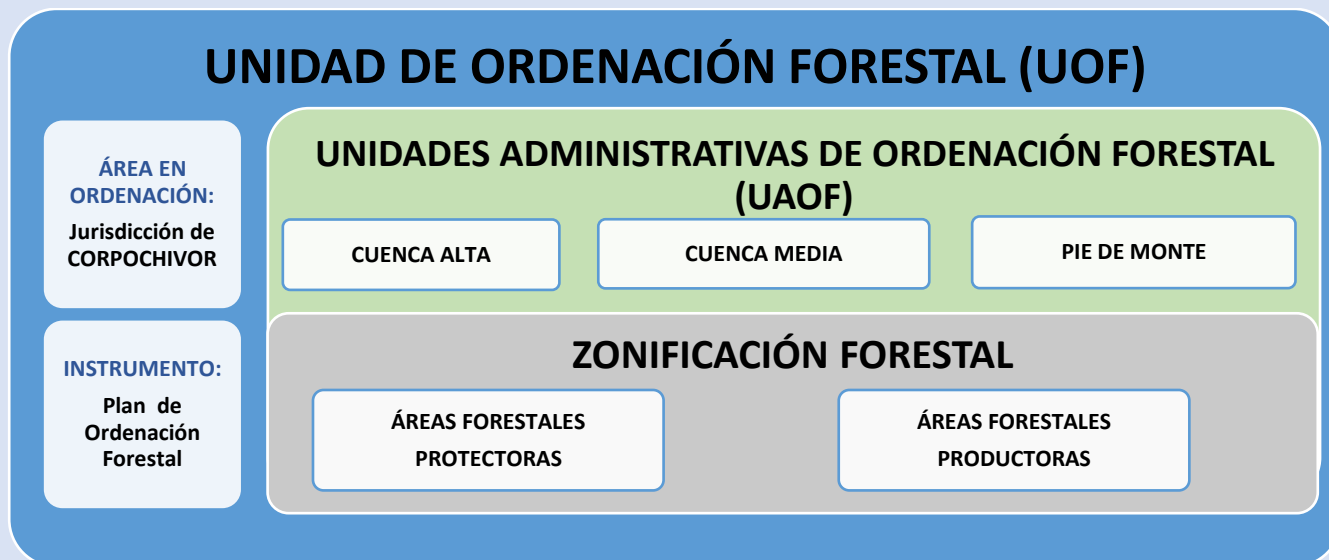 UNIDAD DE ORDENACIÓN FORESTAL (UOF)
ÁREA EN
ORDENACIÓN:
Jurisdicción de
CORPOCHIVOR
UNIDADES ADMINISTRATIVAS DE ORDENACIÓN FORESTAL
(UAOF)
CUENCA ALTA
CUENCA MEDIA
PIE DE MONTE
INSTRUMENTO:
Plan de
Ordenación
Forestal
ZONIFICACIÓN FORESTAL
ÁREAS FORESTALES
PROTECTORAS
ÁREAS FORESTALES
PRODUCTORAS